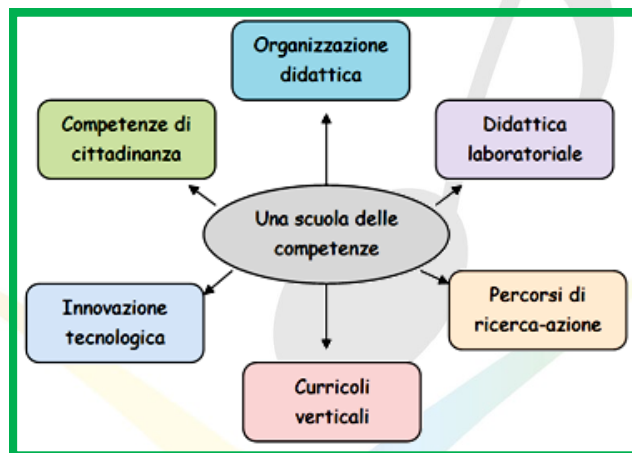 Organizzazione
didattica
Competenze di
cittadinanza
Didattica
laboratoriale
Una scuola delle
competenze
Innovazione
tecnologica
Percorsi di
ricerca-azione
Curricoli
verticali